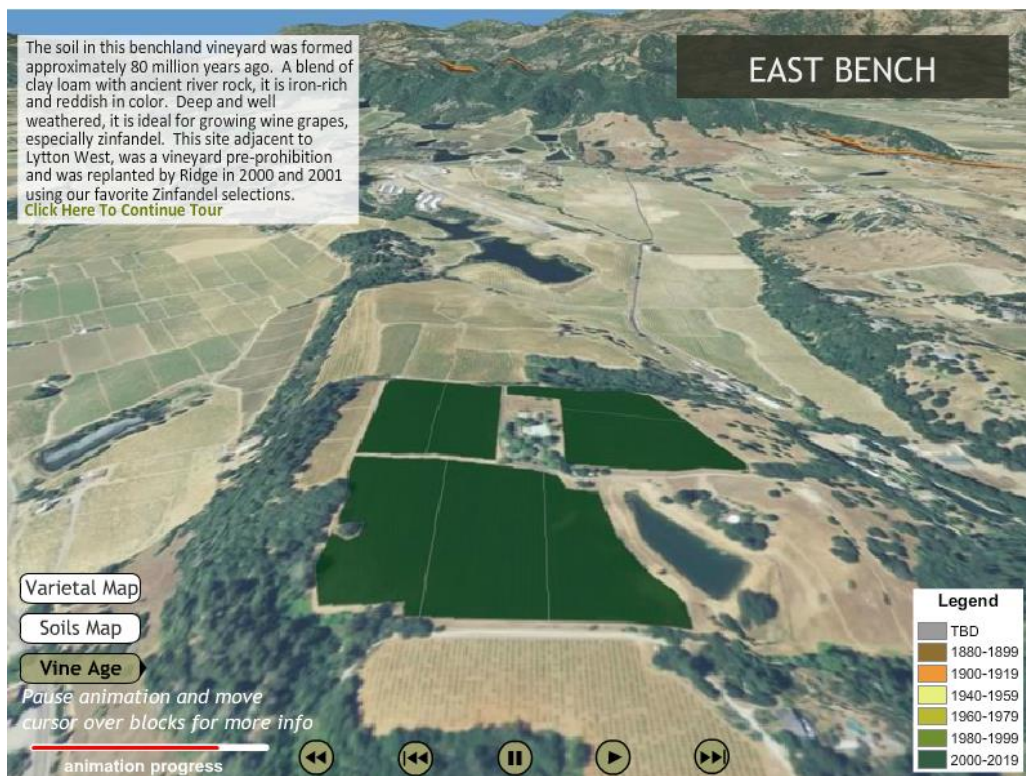 The soil in this benchland vineyard was formed
approximately 80 million years ago.  A blend of
clay loam with ancient river rock, it is iron-rich
and reddish in color.  Deep and well
weathered, it is ideal for growing wine grapes,
especially zinfandel.  This site adjacent to
Lytton West, was a vineyard pre-prohibition
and was replanted by Ridge in 2000 and 2001
using our favorite Zinfandel selections.
Click Here To Continue Tour
EAST BENCH
Varietal Map
Soils Map
Vine Age
Pause animation and move
cursor over blocks for more info
animation progress
Legend
TBD
1880-1899
1900-1919
1940-1959
1960-1979
1980-1999
2000-2019